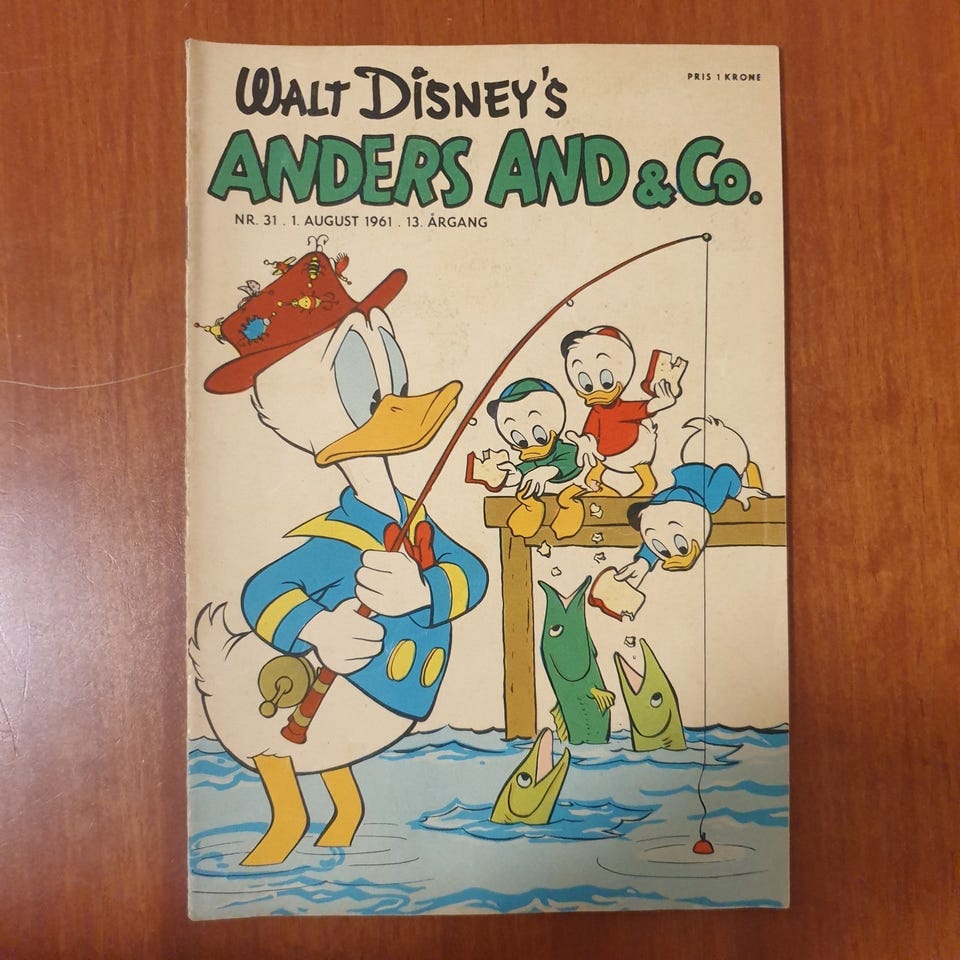 WALT DISNEY'S
PRIS 1 KRONE
ANDERS AND & CO.
NR. 31 . 1. AUGUST 1961 . 13. ÅRGANG